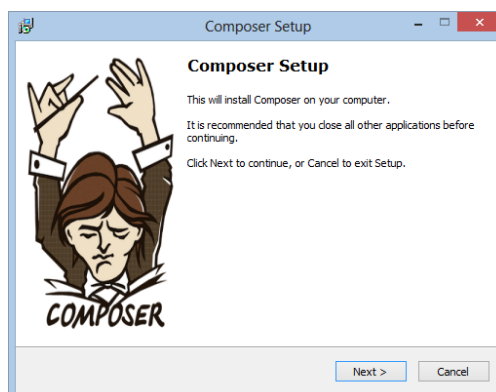 Composer Setup
Composer Setup
This will install Composer on your computer.
It is recommended that you close all other applications before
continuing.
Click Next to continue, or Cancel to exit Setup.
COMPOSER
Next >
Cancel